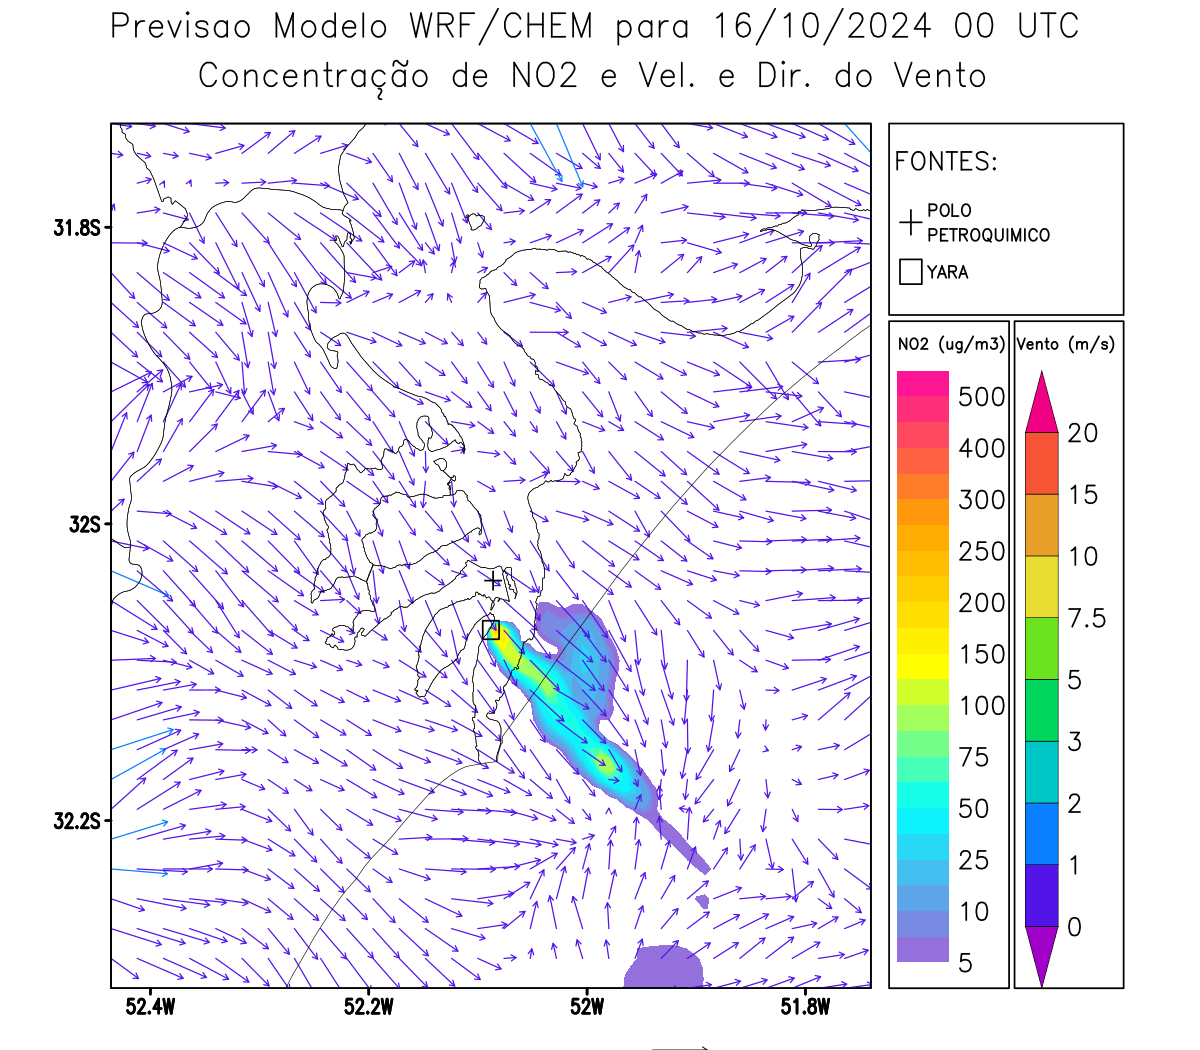 Previsao Modelo WRF/CHEM para 16/10/2024 00 UTC
Concentração de NO2 e Vel. e Dir. do Vento
FONTES:
POLO
PETROQUIMICO
YARA
NO2 (ug/m3)
500
400
300
250
200
150
100
75
50
25
10
5
Vento (m/s)
20
15
10
7.5
5
3
2
1
0
31.8S
32S
32.2S
52.4W
52.2W
52W
51.8W